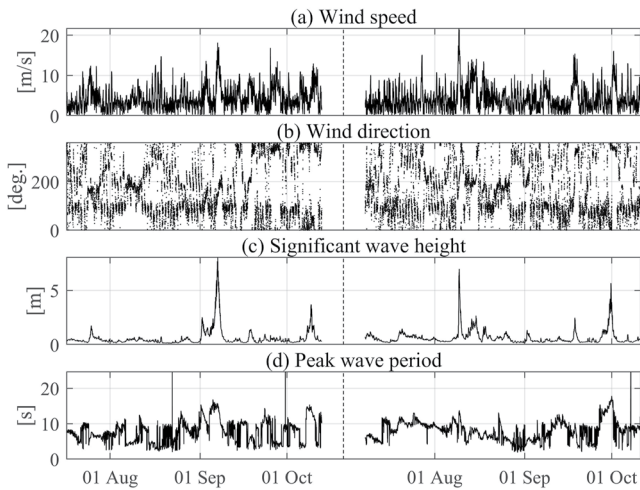 (a) Wind speed
20
10
0
[m/s]
(b) Wind direction
200
0
[deg.]
(c) Significant wave height
5
0
[m]
(d) Peak wave period
20
10
0
[s]
01 Aug 01 Sep 01 Oct 01 Aug 01 Sep 01 Oct